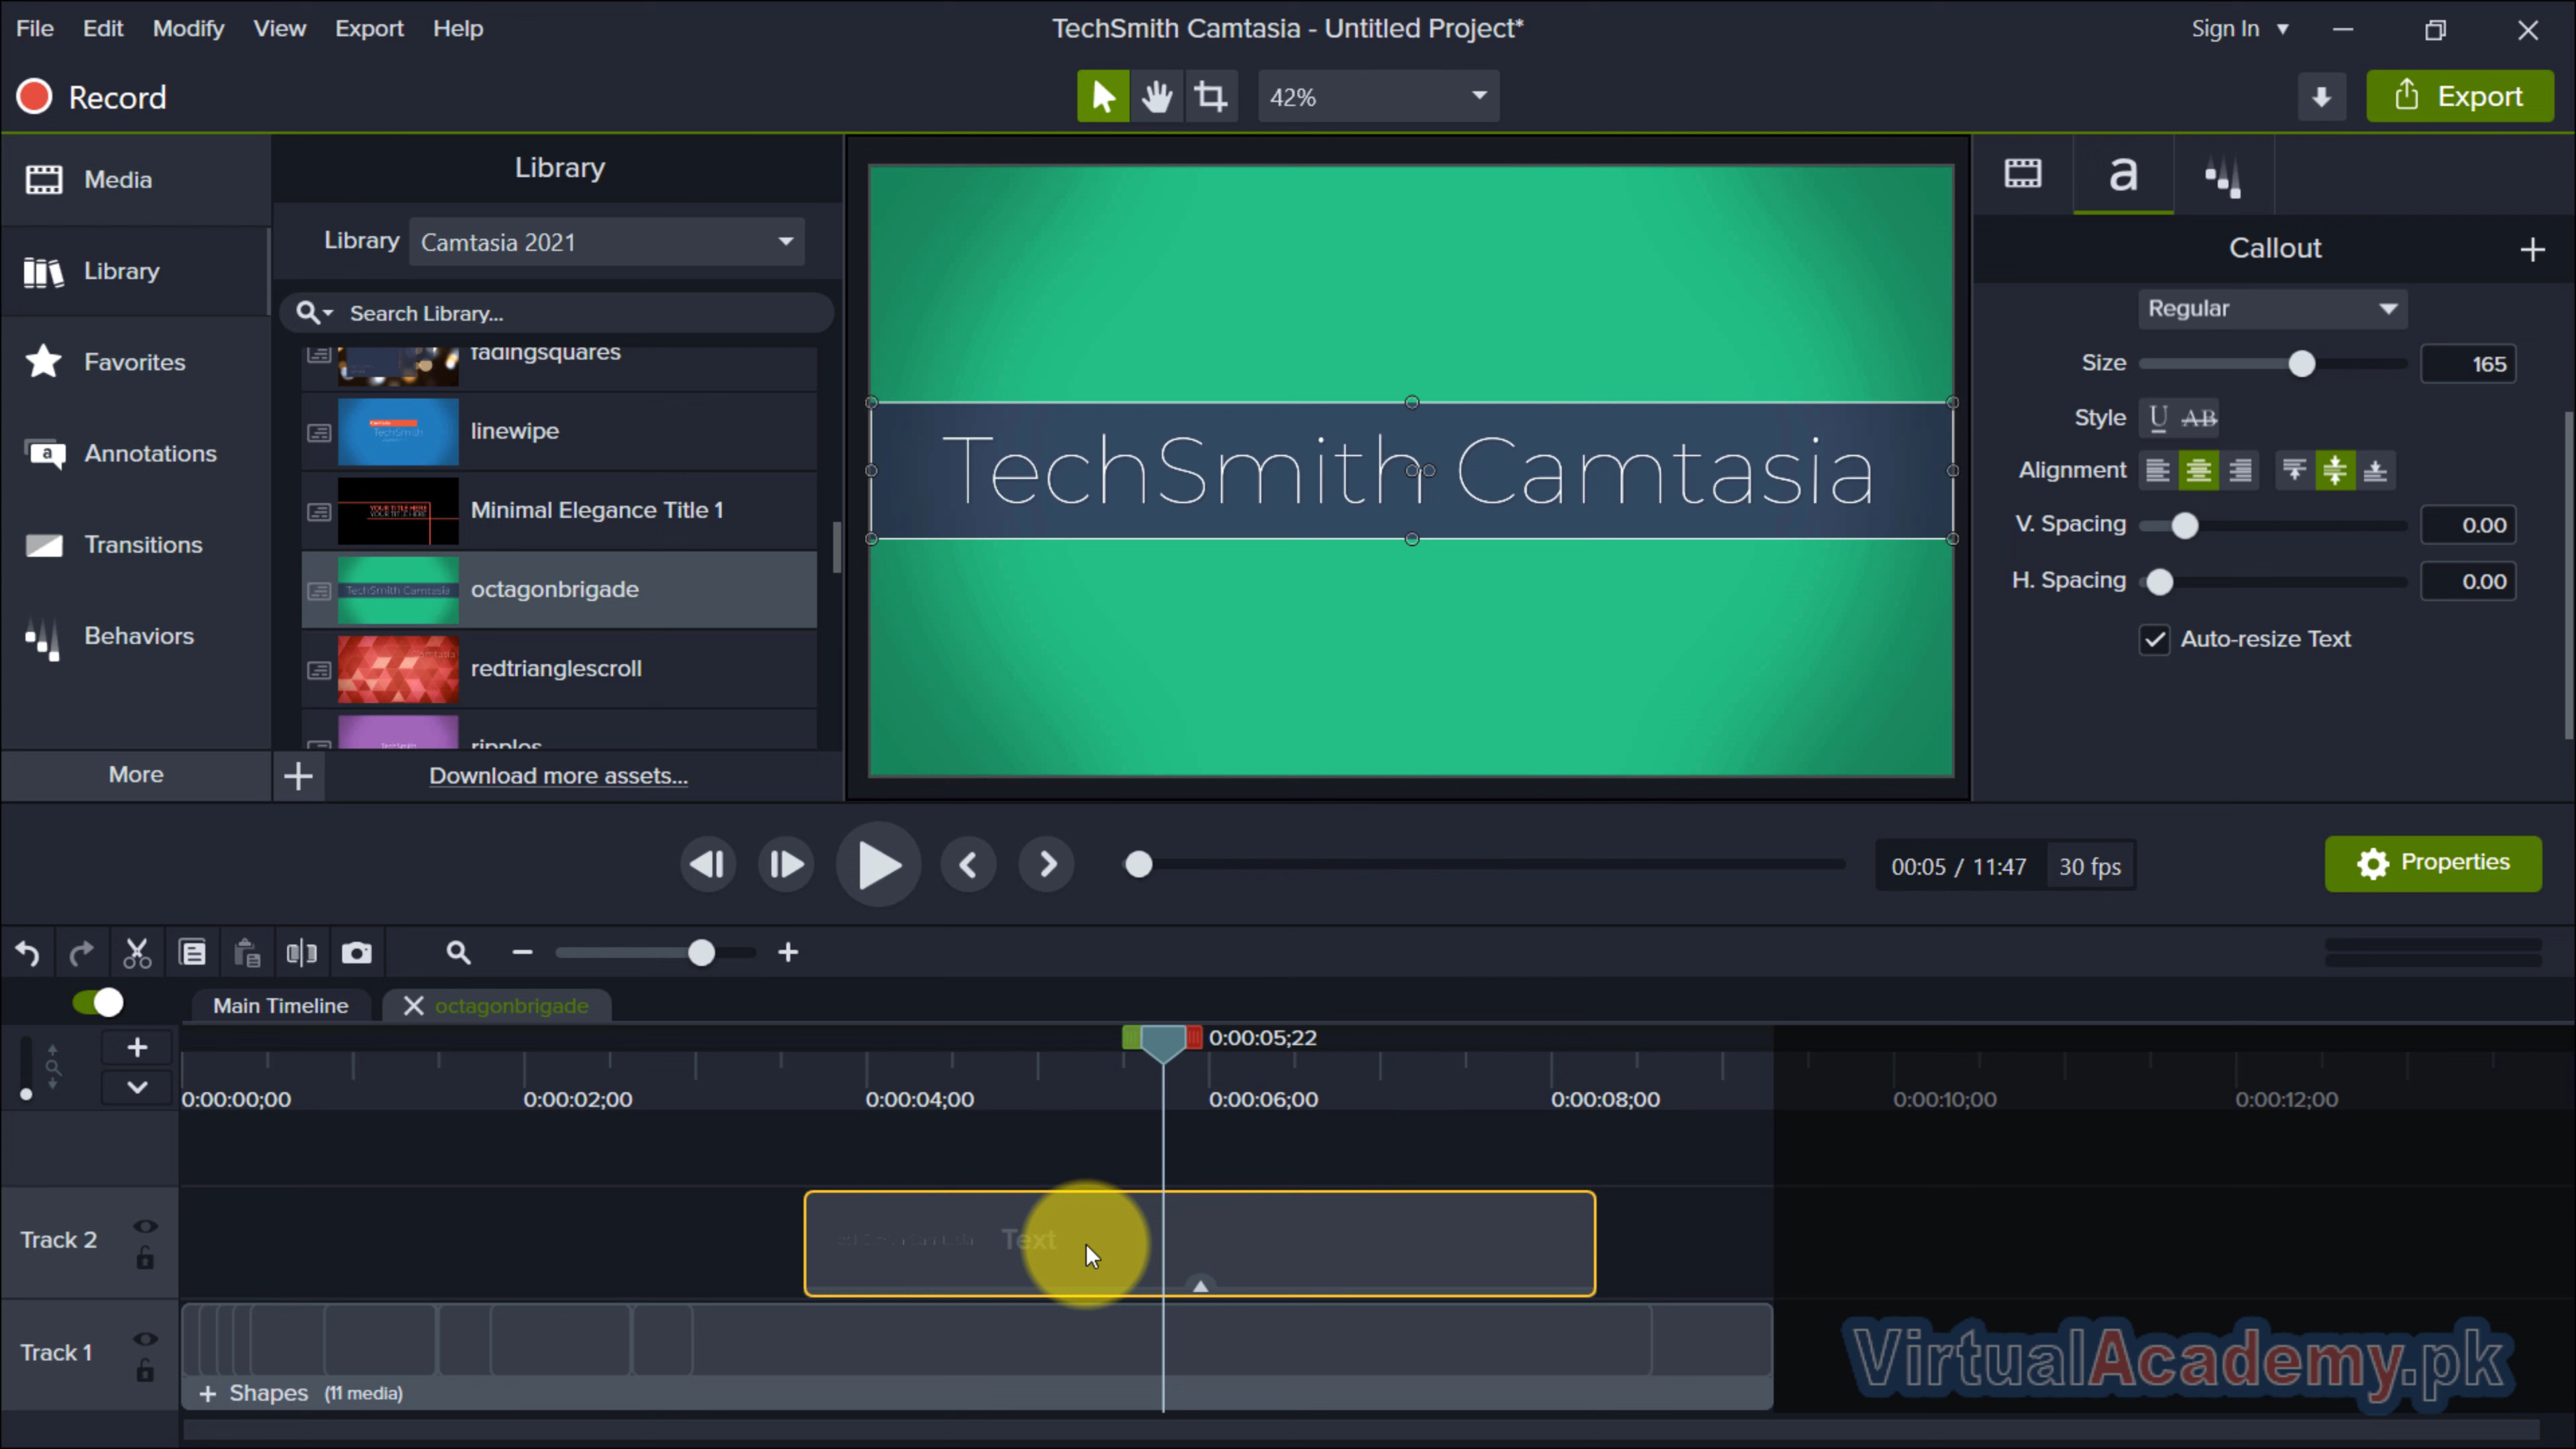 File Edit Modify View Export Help
TechSmith Camtasia - Untitled Project*
Sign In
Record
42%
Export
Media
Library
Favorites
Annotations
Transitions
Behaviors
More
Library
Library Camtasia 2021
Search Library...
fadingsquares
linewipe
Minimal Elegance Title 1
octagonbrigade
redtrianglescroll
ripples
Download more assets...
TechSmith Camtasia
Callout
Regular
Size 165
Style U AB
Alignment
V. Spacing 0.00
H. Spacing 0.00
Auto-resize Text
00:05 / 11:47 30 fps
Properties
Main Timeline octagonbrigade
0:00:05;22
0:00:00;00 0:00:02;00 0:00:04;00 0:00:06;00 0:00:08;00 0:00:10;00 0:00:12;00
Track 2
Text
Track 1
+ Shapes (11 media)
VirtualAcademy.pk